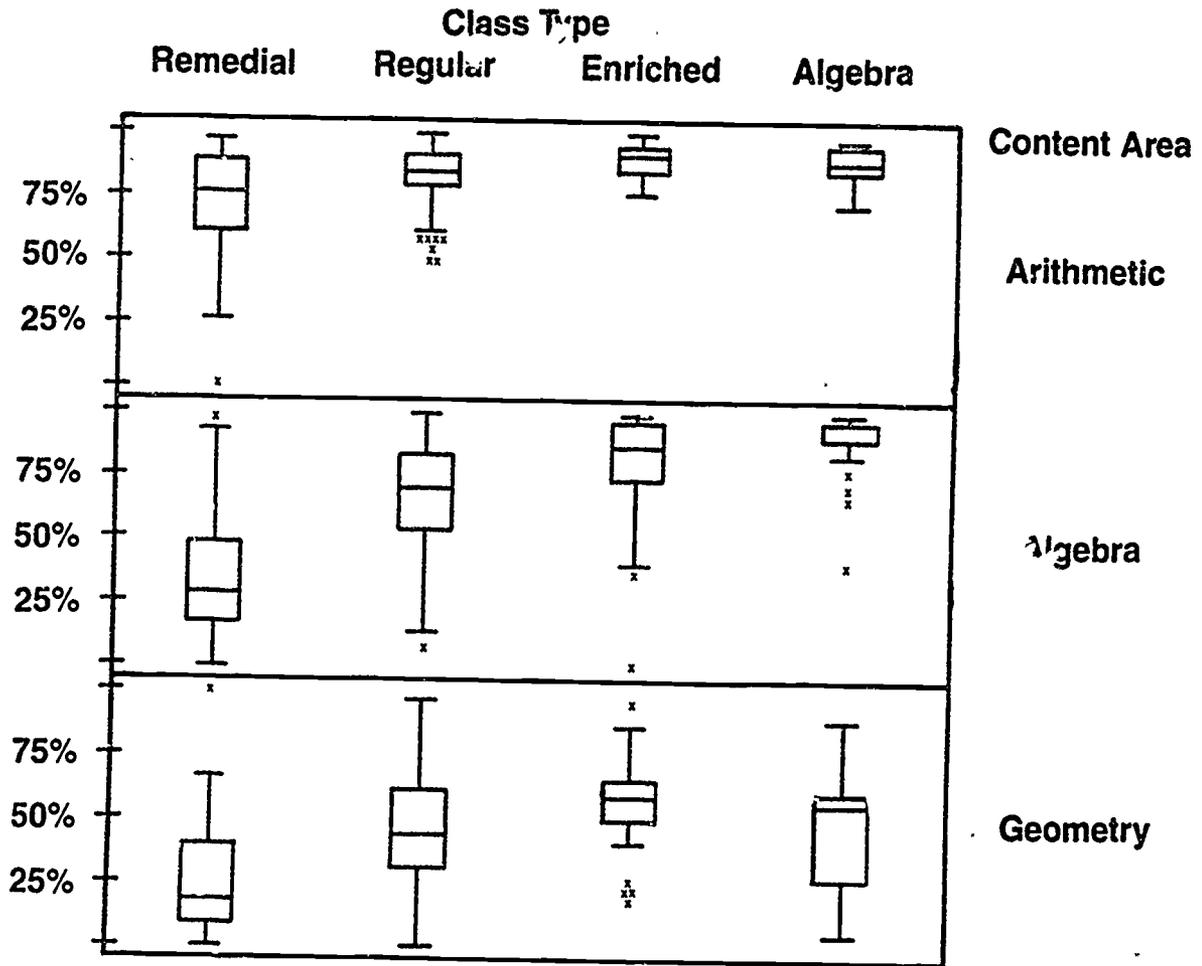 Class Type
Remedial Regular Enriched Algebra
Content Area
75%
50%
25%
Arithmetic
75%
50%
25%
Algebra
75%
50%
25%
Geometry